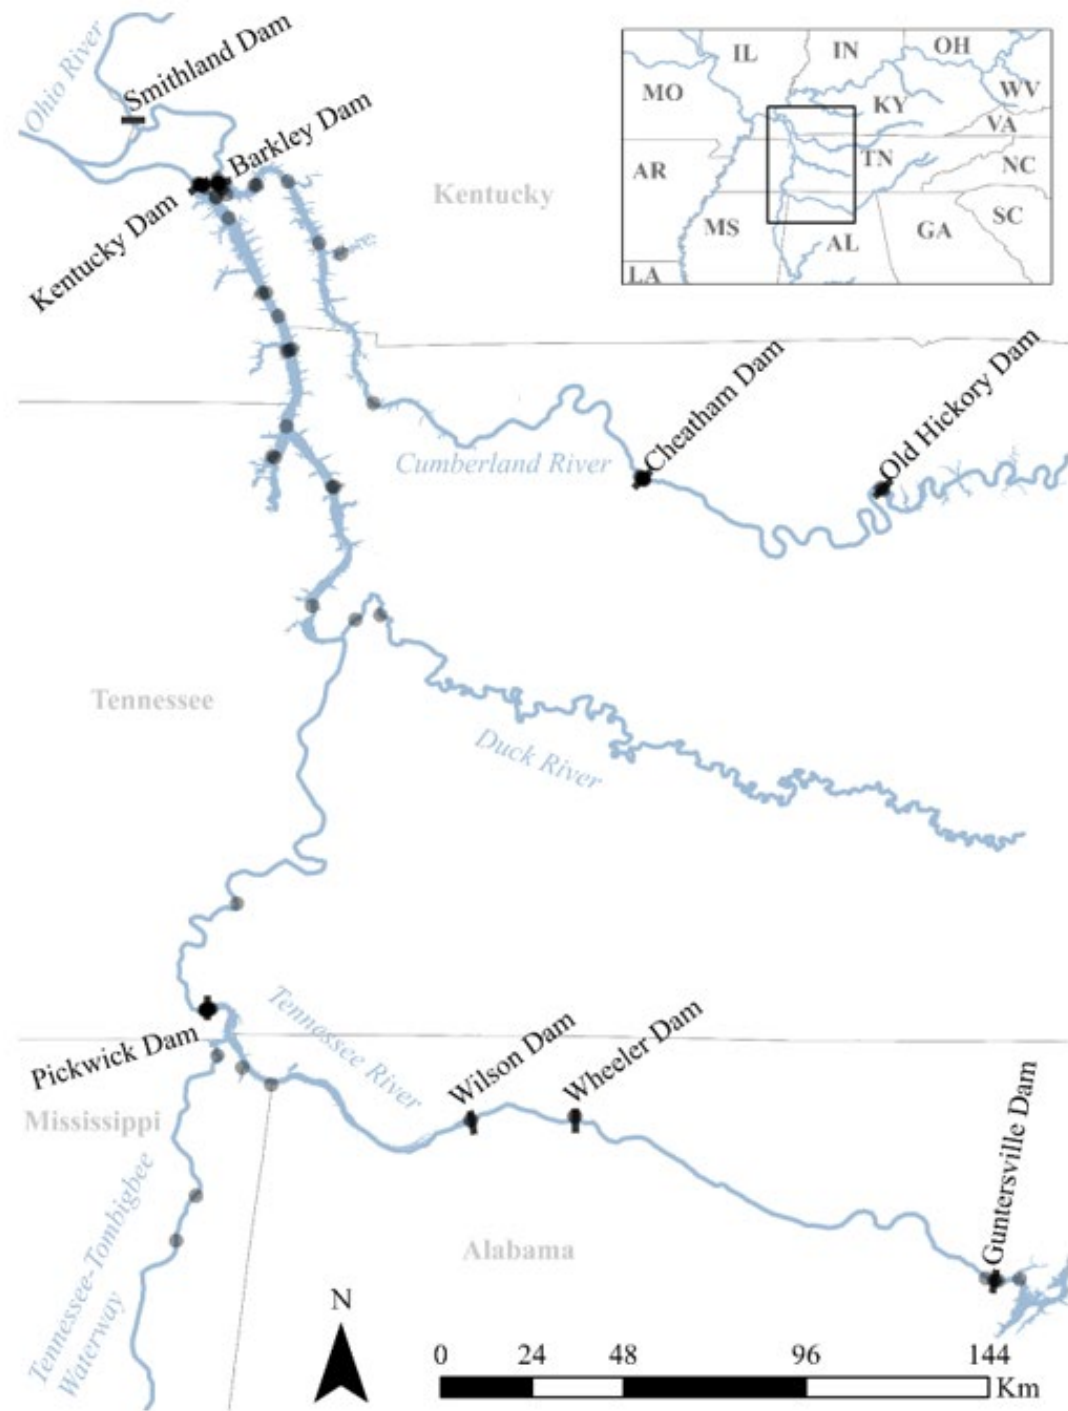 Ohio River
Smithland Dam
Barkley Dam
Kentucky Dam
Kentucky
IL
IN
OH
MO
KY
WV
VA
AR
TN
NC
MS
AL
GA
SC
LA
Cheatham Dam
Old Hickory Dam
Cumberland River
Tennessee
Duck River
Tennessee River
Pickwick Dam
Wilson Dam
Wheeler Dam
Guntersville Dam
Mississippi
Tennessee-Tombigbee
Waterway
Alabama
N
0 24 48 96 144
Km